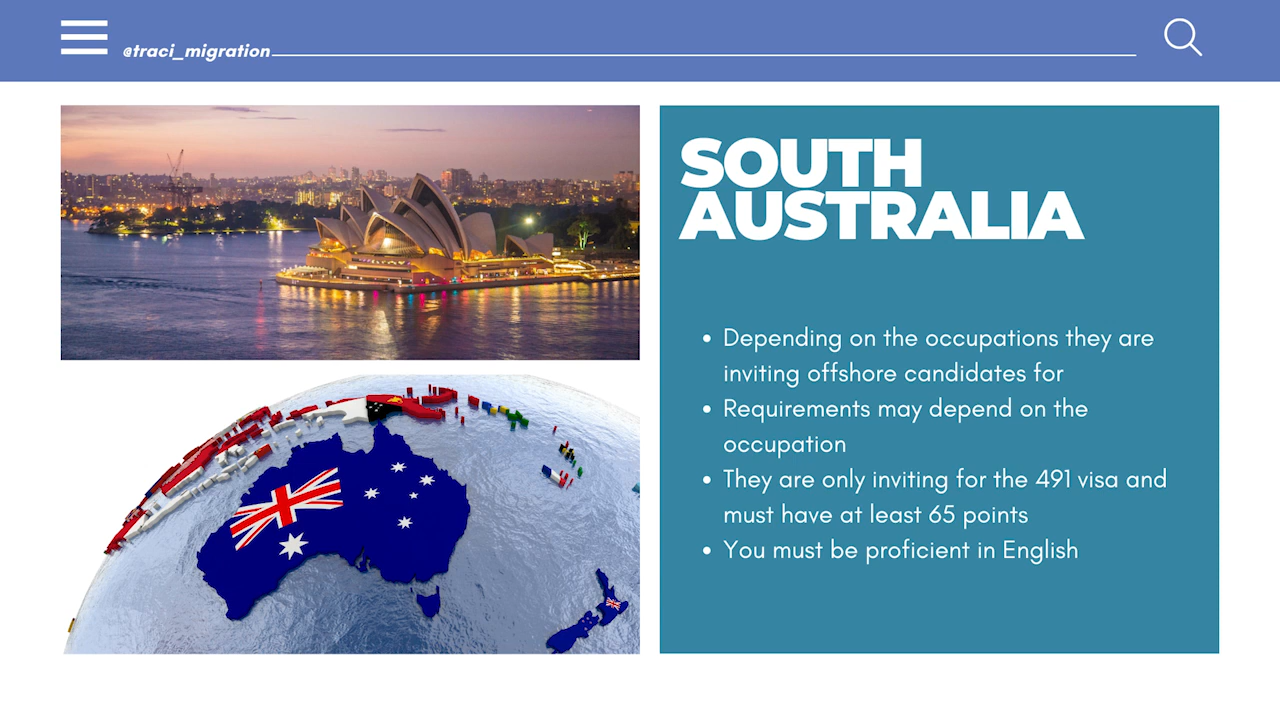 @traci_migration
SOUTH
AUSTRALIA
• Depending on the occupations they are
inviting offshore candidates for
• Requirements may depend on the
occupation
• They are only inviting for the 491 visa and
must have at least 65 points
• You must be proficient in English